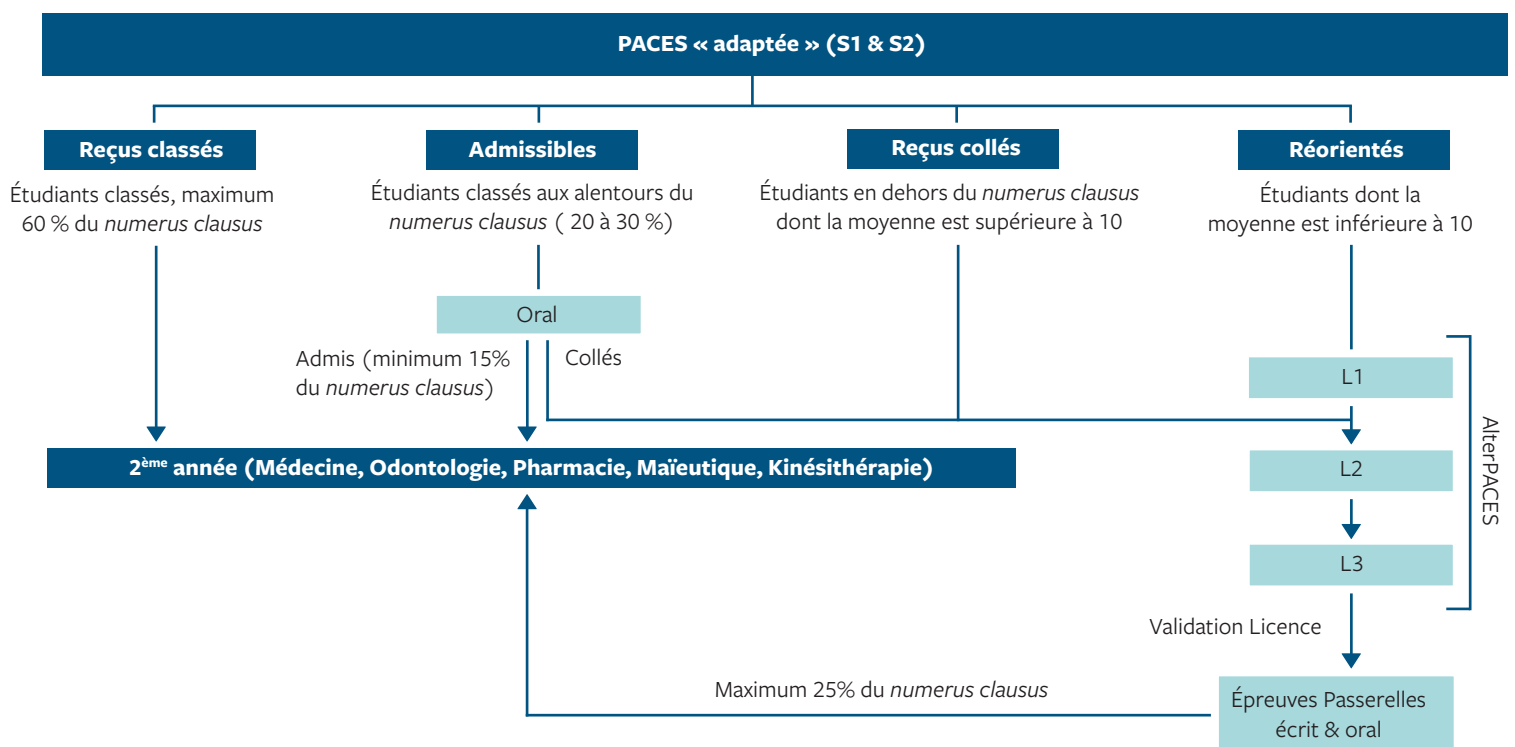 PACES « adaptée » (S1 & S2)
Reçus classés
Étudiants classés, maximum
60 % du numerus clausus
Admissibles
Étudiants classés aux alentours du
numerus clausus ( 20 à 30 %)
Reçus collés
Étudiants en dehors du numerus clausus
dont la moyenne est supérieure à 10
Réorientés
Étudiants dont la
moyenne est inférieure à 10
Oral
Admis (minimum 15%
du numerus clausus)
Collés
L1
2ème année (Médecine, Odontologie, Pharmacie, Maïeutique, Kinésithérapie)
L2
L3
AlterPACES
Validation Licence
Maximum 25% du numerus clausus
Épreuves Passerelles
écrit & oral